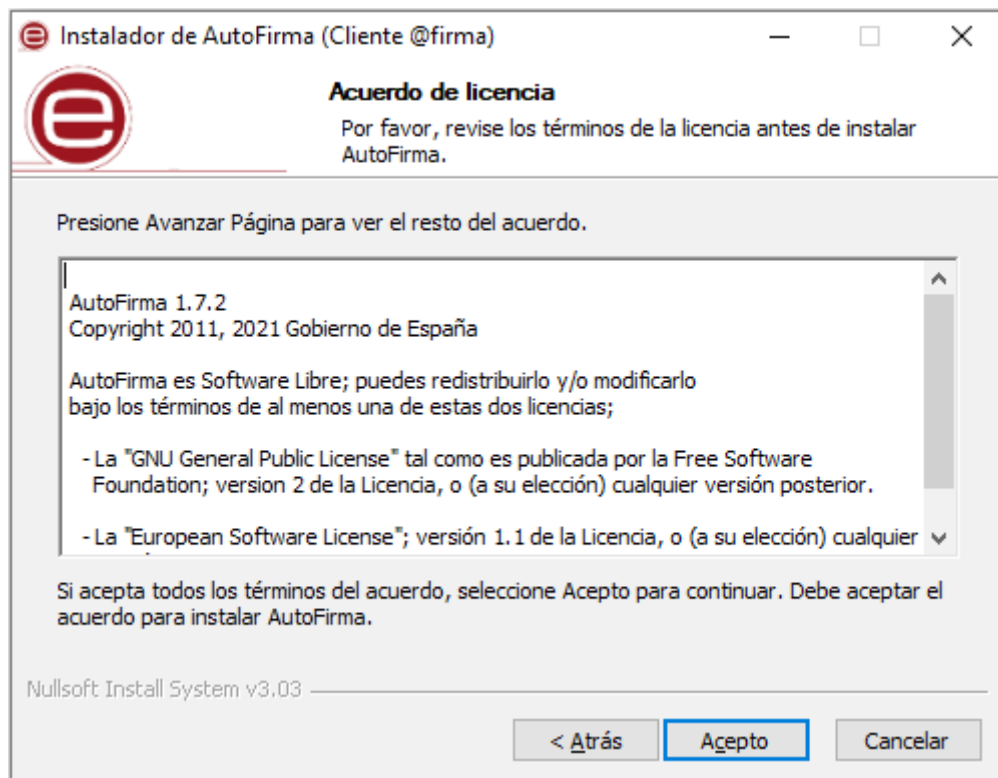 Instalador de AutoFirma (Cliente @firma)
Acuerdo de licencia
Por favor, revise los términos de la licencia antes de instalar
AutoFirma.
Presione Avanzar Página para ver el resto del acuerdo.
AutoFirma 1.7.2
Copyright 2011, 2021 Gobierno de España
AutoFirma es Software Libre; puedes redistribuirlo y/o modificarlo
bajo los términos de al menos una de estas dos licencias;
- La "GNU General Public License" tal como es publicada por la Free Software
Foundation; version 2 de la Licencia, o (a su elección) cualquier versión posterior.
- La "European Software License"; versión 1.1 de la Licencia, o (a su elección) cualquier
Si acepta todos los términos del acuerdo, seleccione Acepto para continuar. Debe aceptar el
acuerdo para instalar AutoFirma.
Nullsoft Install System v3.03
< Atrás
Acepto
Cancelar